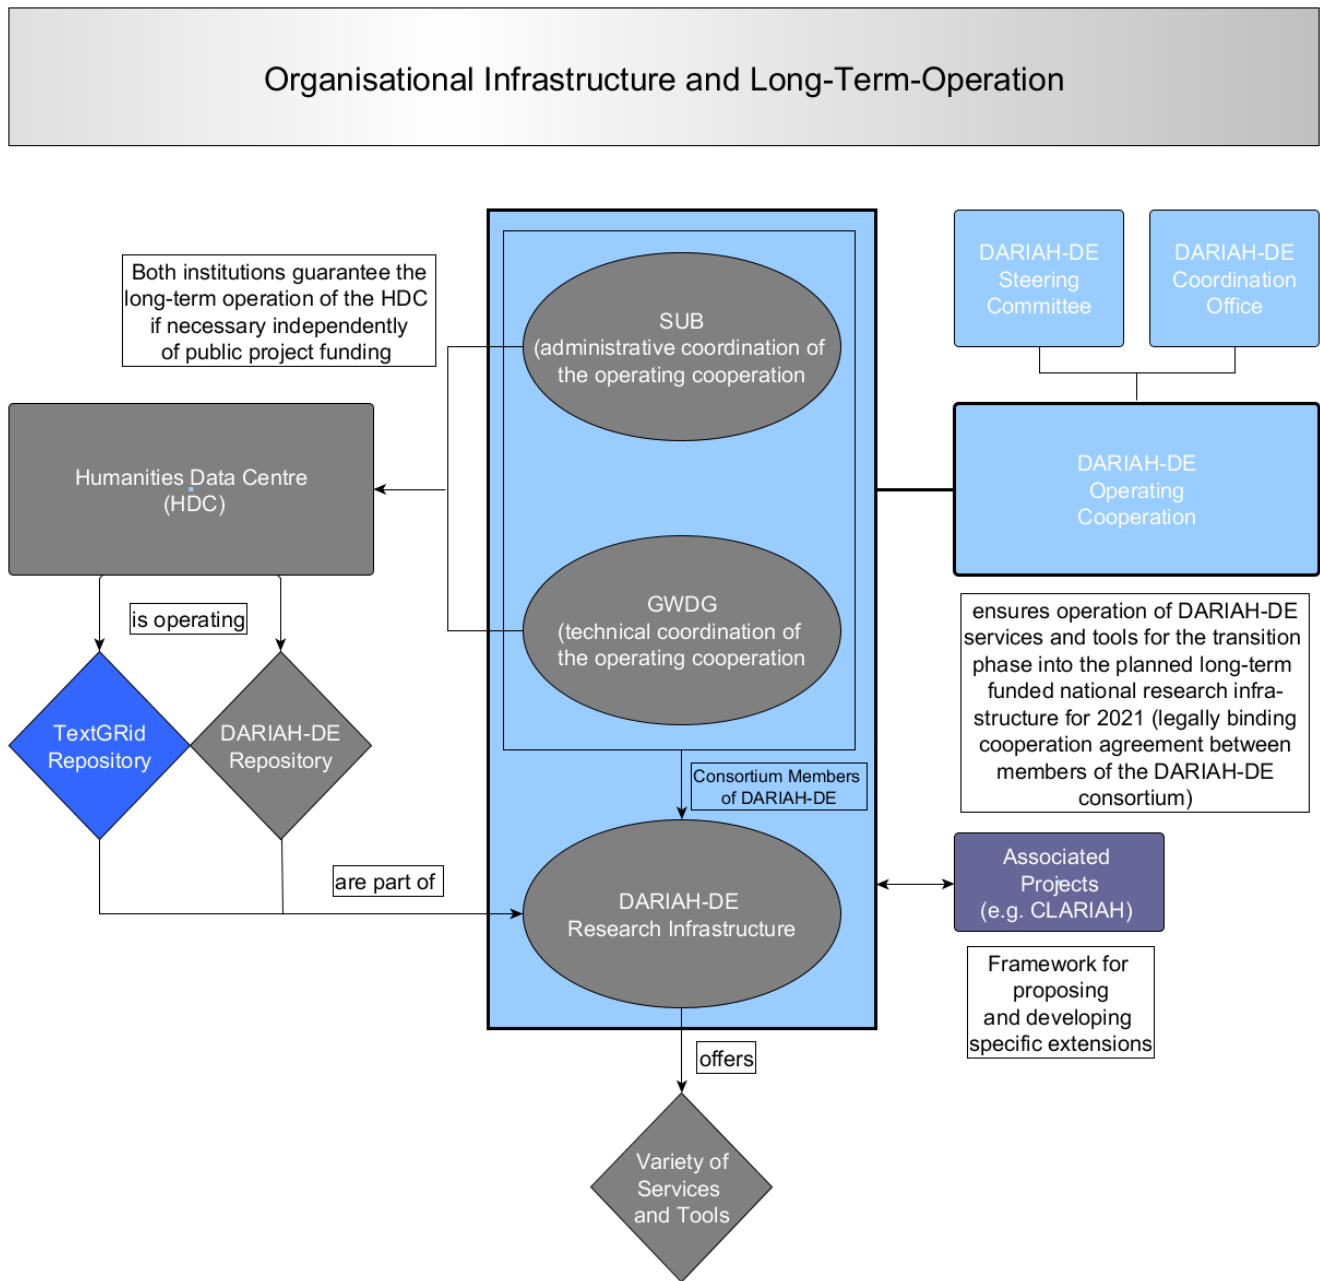 Organisational Infrastructure and Long-Term-Operation
Both institutions guarantee the
long-term operation of the HDC
if necessary independently
of public project funding
SUB
(administrative coordination of
the operating cooperation
DARIAH-DE
Steering
Committee
DARIAH-DE
Coordination
Office
Humanities Data Centre
(HDC)
DARIAH-DE
Operating
Cooperation
is operating
GWDG
(technical coordination of
the operating cooperation
ensures operation of DARIAH-DE
services and tools for the transition
phase into the planned long-term
funded national research infra-
structure for 2021 (legally binding
cooperation agreement between
members of the DARIAH-DE
consortium)
TextGRid
Repository
DARIAH-DE
Repository
Consortium Members
of DARIAH-DE
are part of
DARIAH-DE
Research Infrastructure
Associated
Projects
(e.g. CLARIAH)
Framework for
proposing
and developing
specific extensions
offers
Variety of
Services
and Tools